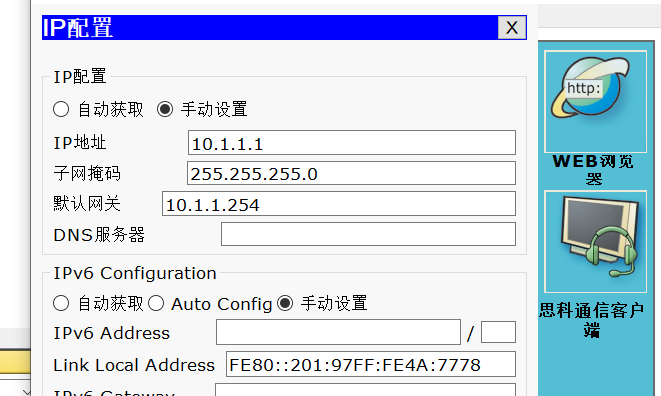 IP配置
X
IP配置
自动获取 手动设置
IP地址 10.1.1.1
子网掩码 255.255.255.0
默认网关 10.1.1.254
DNS服务器
IPv6 Configuration
自动获取 Auto Config 手动设置
IPv6 Address /
Link Local Address FE80::201:97FF:FE4A:7778
IPv6 Gateway
http:
WEB浏览
器
思科通信客户
端